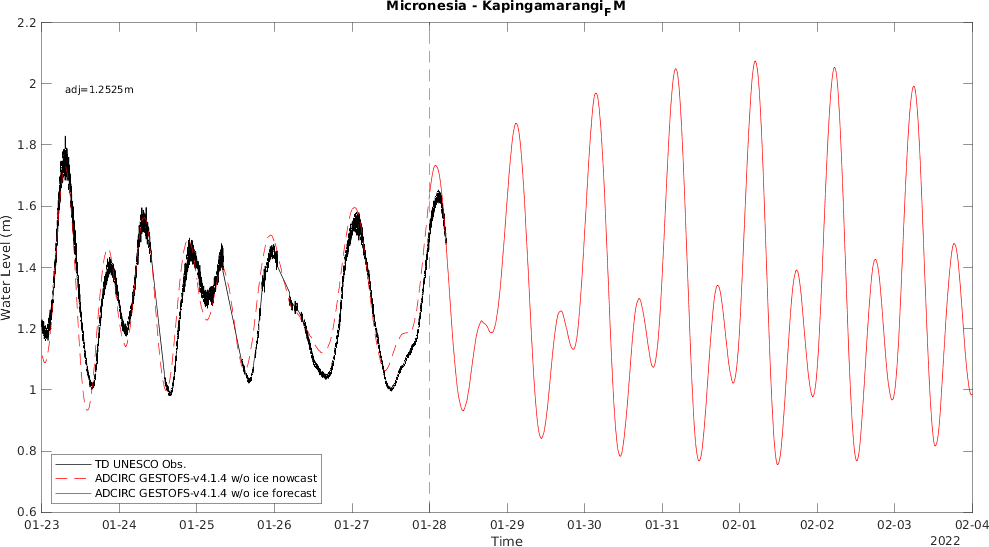 Micronesia - Kapingamarangi_FM
2.2
2
1.8
1.6
1.4
1.2
1
0.8
0.6
Water Level (m)
adj=1.2525m
TD UNESCO Obs.
ADCIRC GESTOFS-v4.1.4 w/o ice nowcast
ADCIRC GESTOFS-v4.1.4 w/o ice forecast
01-23 01-24 01-25 01-26 01-27 01-28 01-29 01-30 01-31 02-01 02-02 02-03 02-04
Time
2022